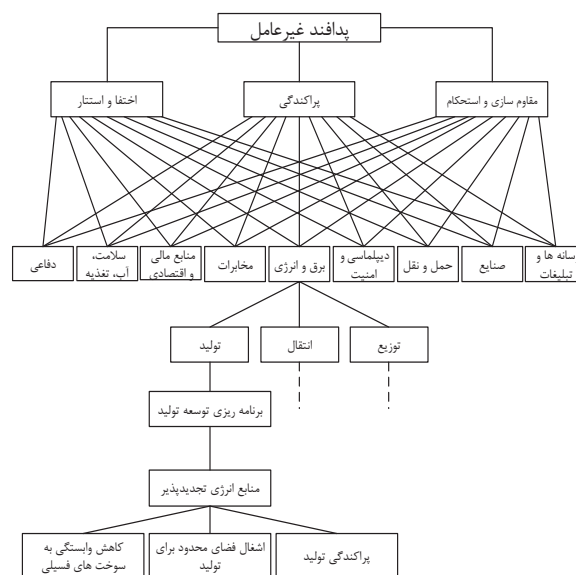 پدافند غیرعامل
مقاوم سازی و استحکام
پراکندگی
اختفا و استتار
رسانه ها و
تبلیغات
صنایع
حمل و نقل
دیپلماسی و
امنیت
برق و انرژی
مخابرات
منابع مالی
و اقتصادی
سلامت،
آب، تغذیه
دفاعی
توزیع
انتقال
تولید
برنامه ریزی توسعه تولید
منابع انرژی تجدیدپذیر
پراکندگی تولید
اشغال فضای محدود برای
تولید
کاهش وابستگی به
سوخت های فسیلی